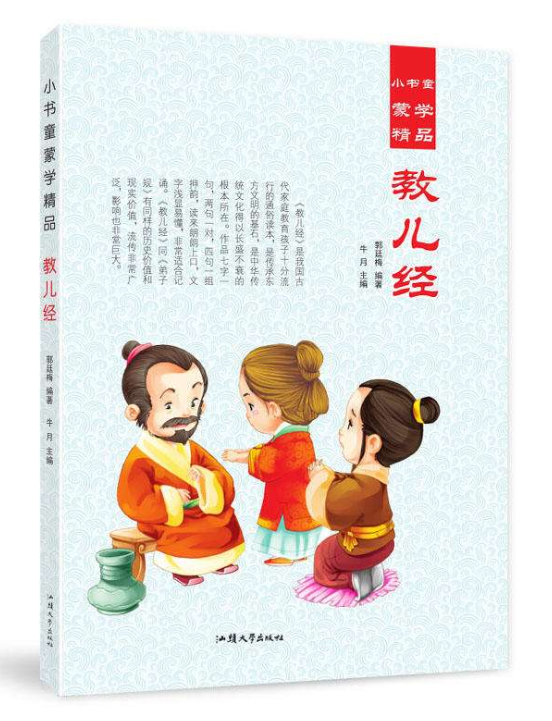 小书童
蒙学
精品
教儿经
郭廷梅 编著
牛月 主编
《教儿经》是我国古
代家庭教育孩子十分流
行的通俗读本，是传承东
方文明的基石，是中华传
统文化得以长盛不衰的
根本所在。作品七字一
句，两句一对，四句一组
押韵，读来朗朗上口，文
字浅显易懂，非常适合记
诵。《教儿经》同《弟子
规》有同样的历史价值和
现实价值，流传非常广
泛，影响也非常巨大。
汕头大学出版社
小书童蒙学精品
教儿经
郭廷梅 编著
牛月 主编
汕头大学出版社